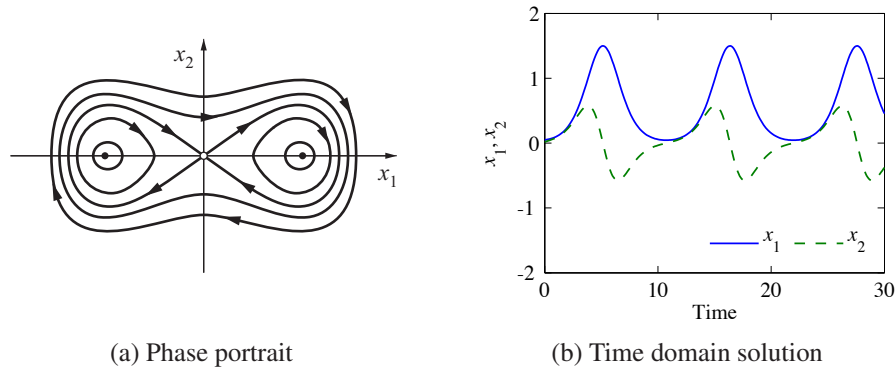 x₂
x₁
(a) Phase portrait
2
1
0
-1
-2
x₁, x₂
x₁ x₂
0 10 20 30
Time
(b) Time domain solution